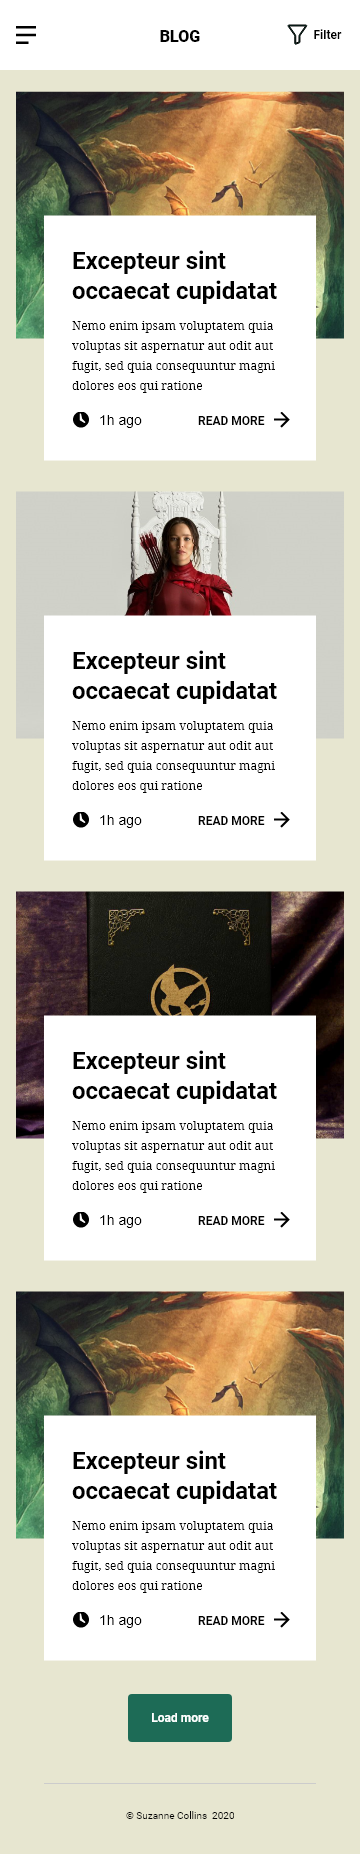 BLOG
Filter
Excepteur sint
occaecat cupidatat
Nemo enim ipsam voluptatem quia
voluptas sit aspernatur aut odit aut
fugit, sed quia consequuntur magni
dolores eos qui ratione
1h ago READ MORE
Excepteur sint
occaecat cupidatat
Nemo enim ipsam voluptatem quia
voluptas sit aspernatur aut odit aut
fugit, sed quia consequuntur magni
dolores eos qui ratione
1h ago READ MORE
Excepteur sint
occaecat cupidatat
Nemo enim ipsam voluptatem quia
voluptas sit aspernatur aut odit aut
fugit, sed quia consequuntur magni
dolores eos qui ratione
1h ago READ MORE
Excepteur sint
occaecat cupidatat
Nemo enim ipsam voluptatem quia
voluptas sit aspernatur aut odit aut
fugit, sed quia consequuntur magni
dolores eos qui ratione
1h ago READ MORE
Load more
© Suzanne Collins 2020